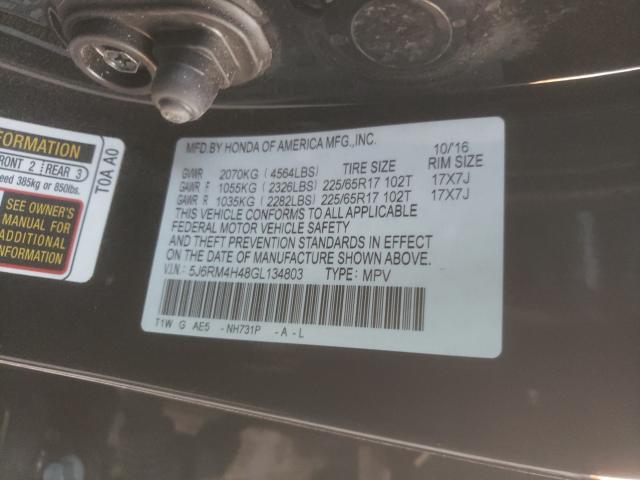 FORMATION
FRONT 2 | REAR 3
eed 385kg or 850lbs.
SEE OWNER'S
MANUAL FOR
ADDITIONAL
INFORMATION
T0A A0
MFD.BY HONDA OF AMERICA MFG.,INC. 10/16
GVWR 2070KG ( 4564LBS) TIRE SIZE RIM SIZE
GAWR F 1055KG ( 2326LBS) 225/65R17 102T 17X7J
GAWR R 1035KG ( 2282LBS) 225/65R17 102T 17X7J
THIS VEHICLE CONFORMS TO ALL APPLICABLE
FEDERAL MOTOR VEHICLE SAFETY
AND THEFT PREVENTION STANDARDS IN EFFECT
ON THE DATE OF MANUFACTURE SHOWN ABOVE.
V.I.N: 5J6RM4H48GL134803 TYPE: MPV
T1W G AE5 - NH731P - A - L